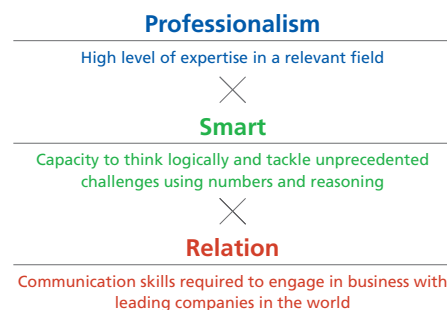 Professionalism
High level of expertise in a relevant field
×
Smart
Capacity to think logically and tackle unprecedented
challenges using numbers and reasoning
×
Relation
Communication skills required to engage in business with
leading companies in the world